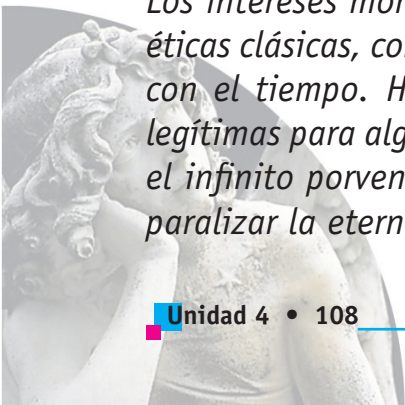 Los intereses mor
éticas clásicas, co
con el tiempo. H
legítimas para alg
el infinito porven
paralizar la etern
Unidad 4 • 108